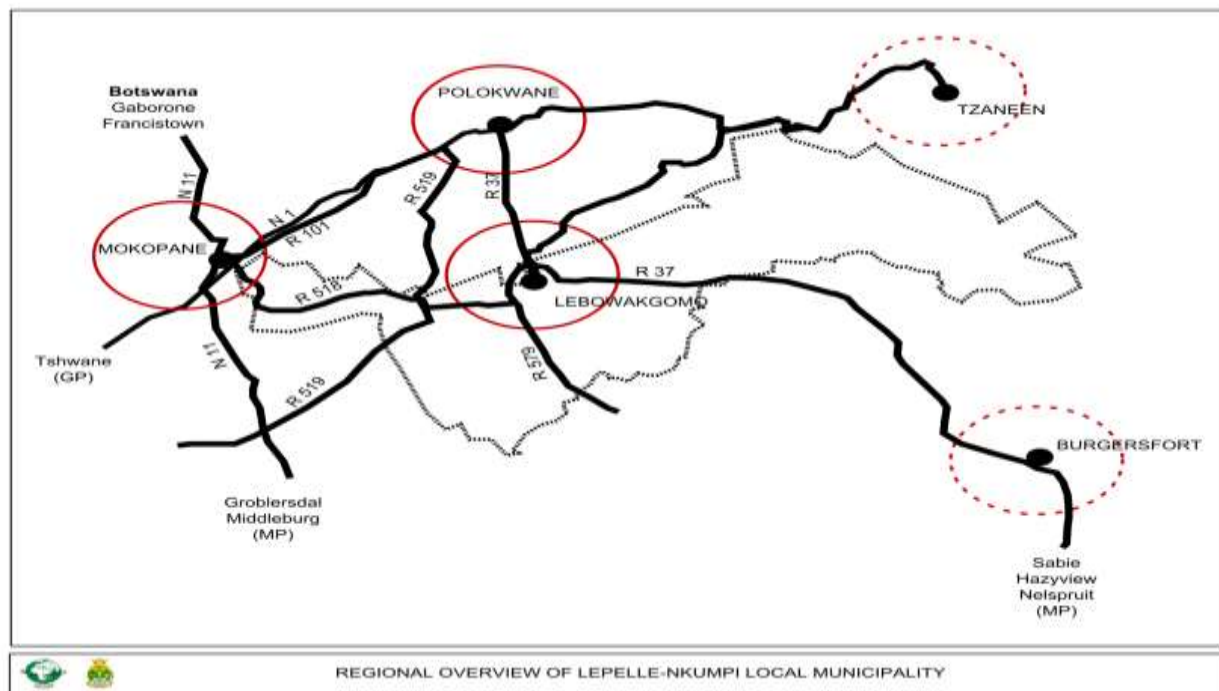 Botswana
Gaborone
Francistown
POLOKWANE
TZANEEN
N 11
R 519
R 37
N 1
R 101
MOKOPANE
R 518
R 37
LEBOWAKGOMO
Tshwane
(GP)
N 11
R 519
R 579
BURGERSFORT
Groblersdal
Middleburg
(MP)
Sabie
Hazyview
Nelspruit
(MP)
REGIONAL OVERVIEW OF LEPELLE-NKUMPI LOCAL MUNICIPALITY